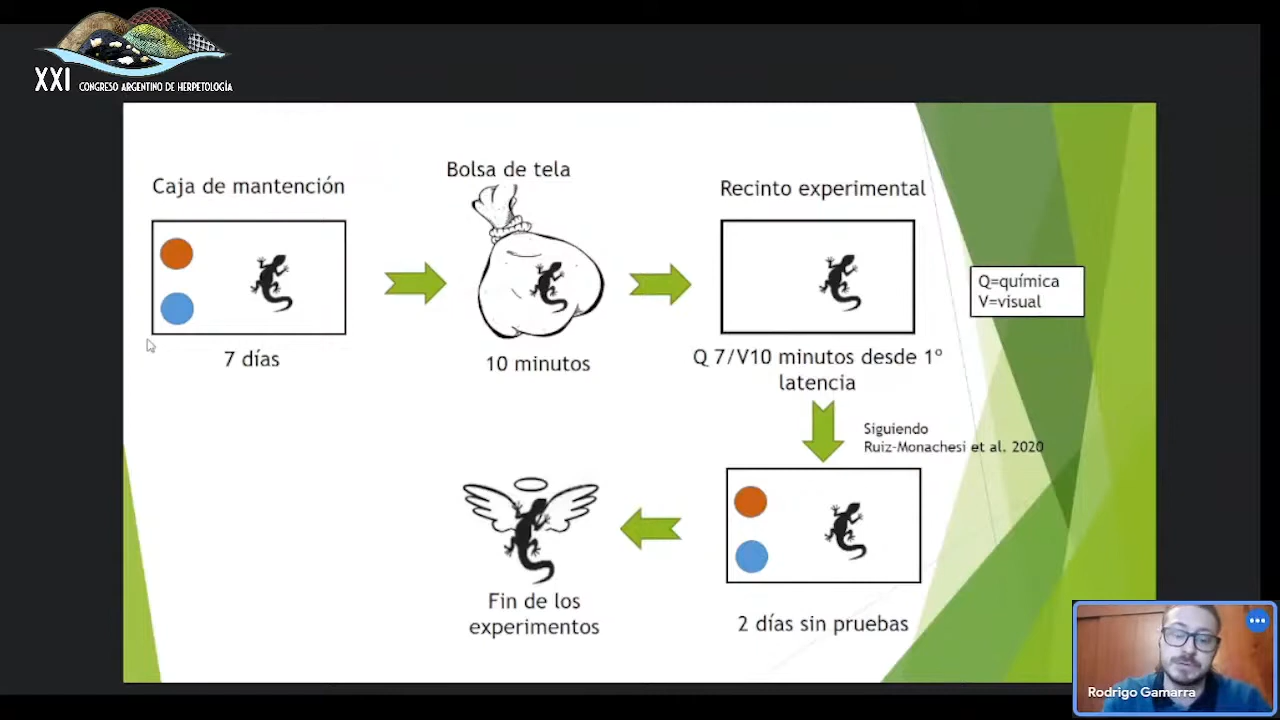 XXI CONGRESO ARGENTINO DE HERPETOLOGÍA
Caja de mantención
7 días
Bolsa de tela
10 minutos
Recinto experimental
Q 7/V10 minutos desde 1º
latencia
Q=química
V=visual
Siguiendo
Ruiz-Monachesi et al. 2020
2 días sin pruebas
Fin de los
experimentos
Rodrigo Gamarra